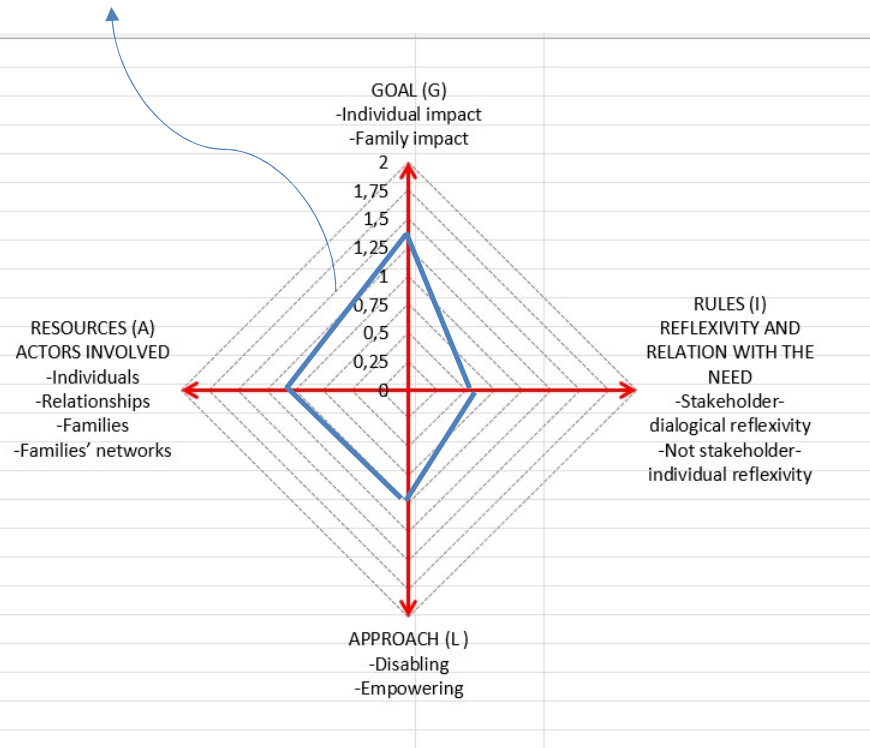 GOAL (G)
-Individual impact
-Family impact
2
1,75
1,5
1,25
1
0,75
0,5
0,25
0
RESOURCES (A)
ACTORS INVOLVED
-Individuals
-Relationships
-Families
-Families’ networks
RULES (I)
REFLEXIVITY AND
RELATION WITH THE
NEED
-Stakeholder-
dialogical reflexivity
-Not stakeholder-
individual reflexivity
APPROACH (L )
-Disabling
-Empowering